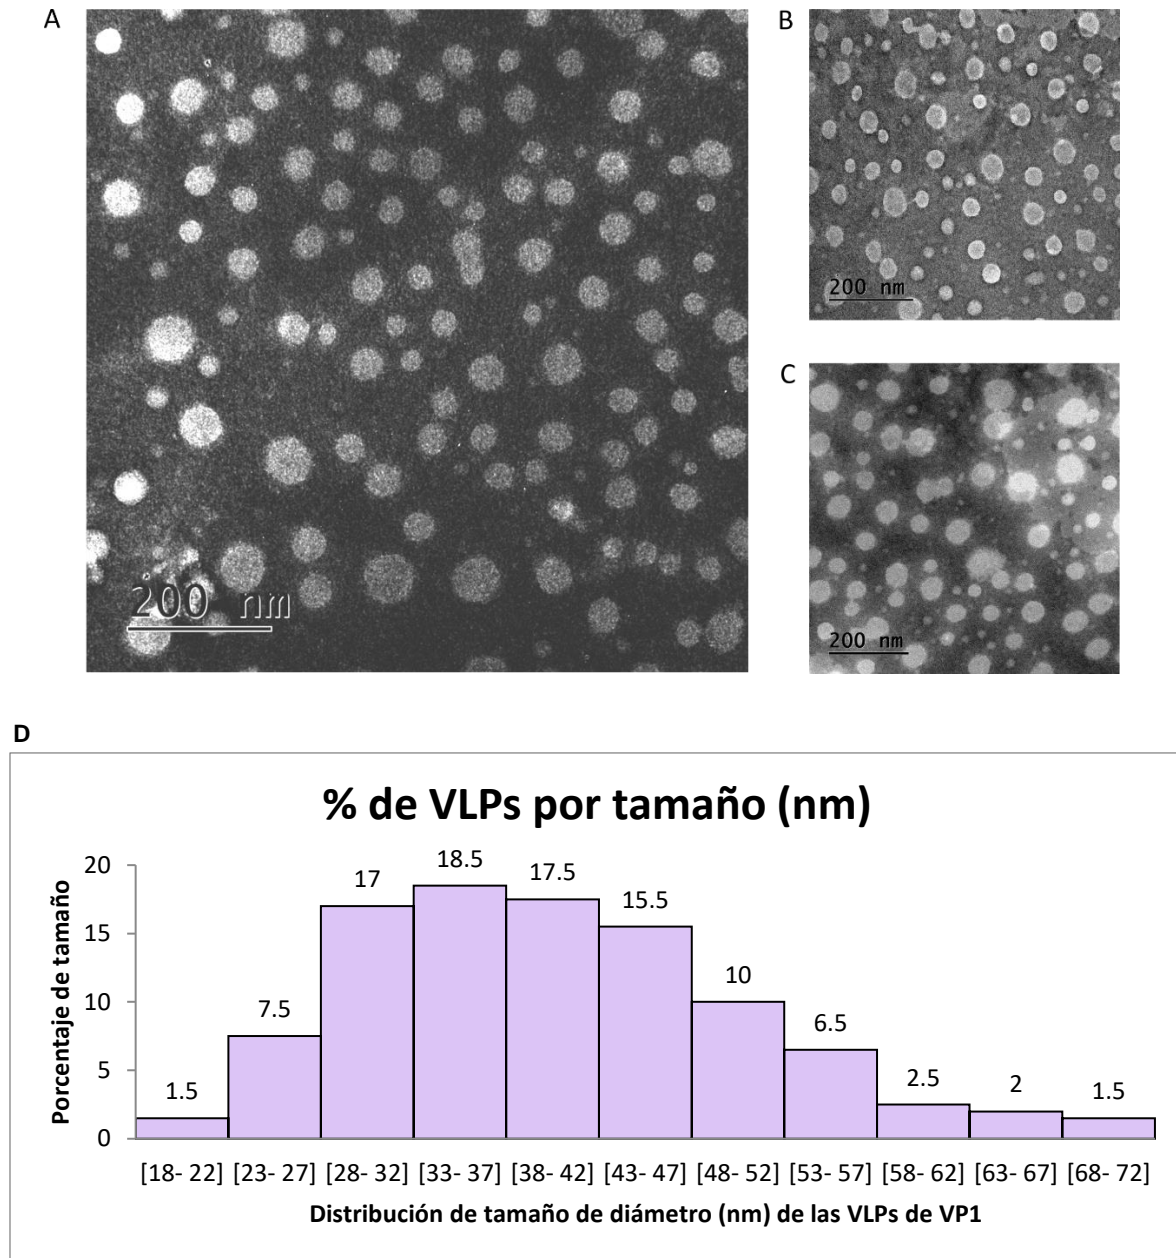 A
B
C
200 nm
200 nm
200 nm
D
% de VLPs por tamaño (nm)
Porcentaje de tamaño
20
15
10
5
0
1.5
7.5
17
18.5
17.5
15.5
10
6.5
2.5
2
1.5
[18- 22] [23- 27] [28- 32] [33- 37] [38- 42] [43- 47] [48- 52] [53- 57] [58- 62] [63- 67] [68- 72]
Distribución de tamaño de diámetro (nm) de las VLPs de VP1